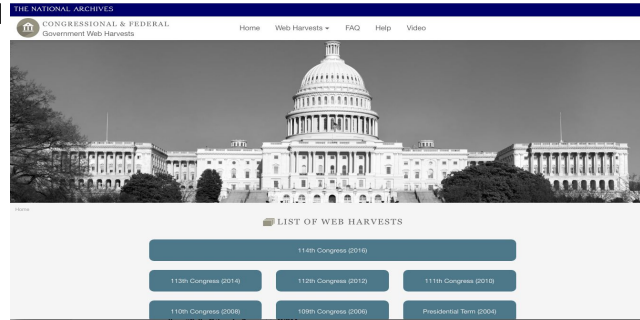 THE NATIONAL ARCHIVES
CONGRESSIONAL & FEDERAL
Government Web Harvests
Home Web Harvests FAQ Help Video
Home
LIST OF WEB HARVESTS
114th Congress (2016)
113th Congress (2014) 112th Congress (2012) 111th Congress (2010)
110th Congress (2008) 109th Congress (2006) Presidential Term (2004)